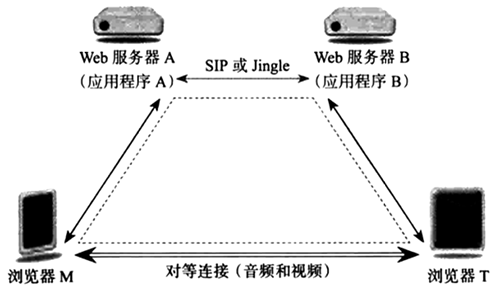 Web 服务器 A
（应用程序 A）
Web 服务器 B
（应用程序 B）
SIP 或 Jingle
浏览器 M
对等连接（音频和视频）
浏览器 T